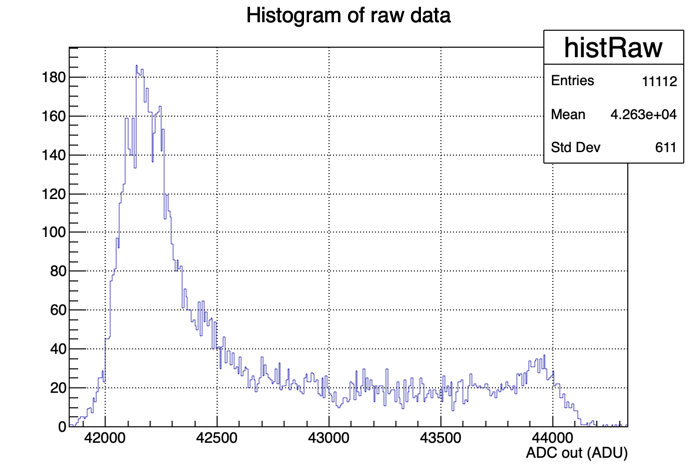 Histogram of raw data
histRaw
Entries 11112
Mean 4.263e+04
Std Dev 611
180
160
140
120
100
80
60
40
20
0
42000 42500 43000 43500 44000
ADC out (ADU)